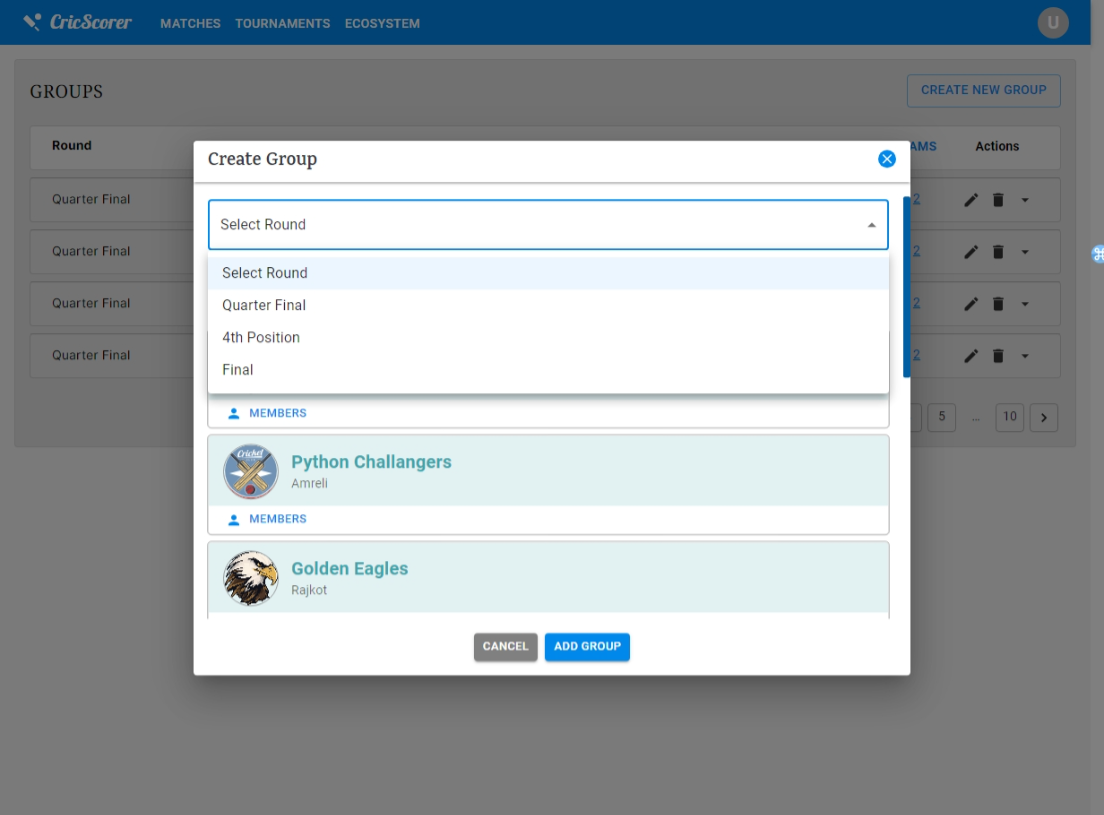 CricScorer MATCHES TOURNAMENTS ECOSYSTEM U
GROUPS CREATE NEW GROUP
Round AMS Actions
Create Group
Select Round
Quarter Final 2
Quarter Final 2
Quarter Final 2
Quarter Final 2
Select Round
Quarter Final
4th Position
Final
MEMBERS
5 ... 10
Cricket
Python Challangers
Amreli
MEMBERS
Golden Eagles
Rajkot
CANCEL ADD GROUP